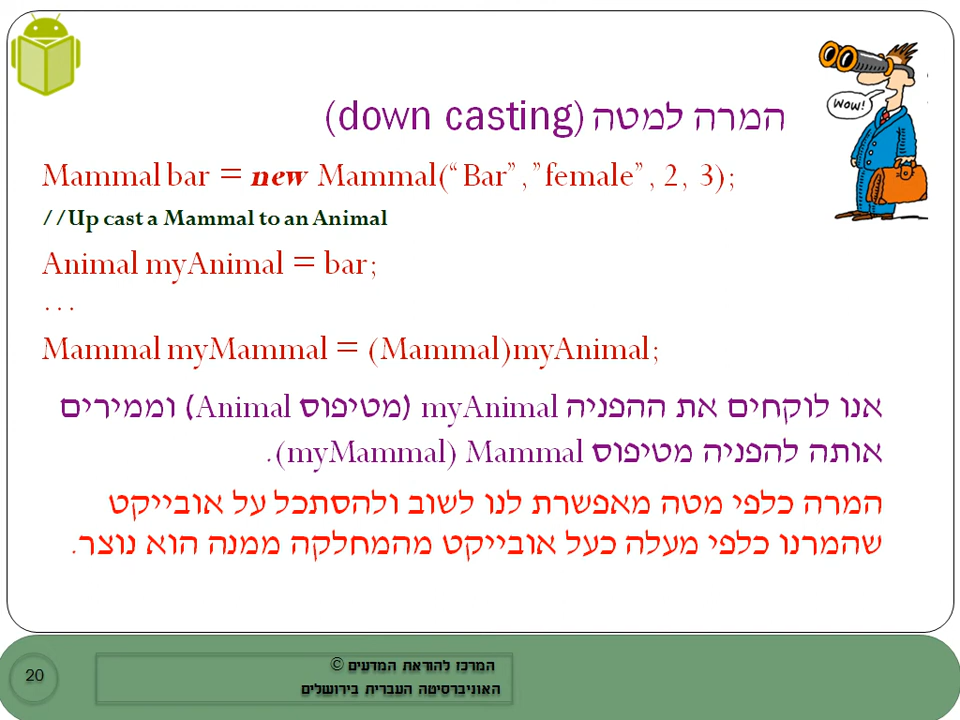 WOW!
המרה למטה (down casting)
Mammal bar = new Mammal(“Bar”,”female”, 2, 3);
//Up cast a Mammal to an Animal
Animal myAnimal = bar;
...
Mammal myMammal = (Mammal)myAnimal;
אנו לוקחים את ההפניה myAnimal (מטיפוס Animal) וממירים
אותה להפניה מטיפוס Mammal (myMammal).
המרה כלפי מטה מאפשרת לנו לשוב ולהסתכל על אובייקט
שהמרנו כלפי מעלה כעל אובייקט מהמחלקה ממנה הוא נוצר.
20
המרכז להוראת המדעים ©
האוניברסיטה העברית בירושלים